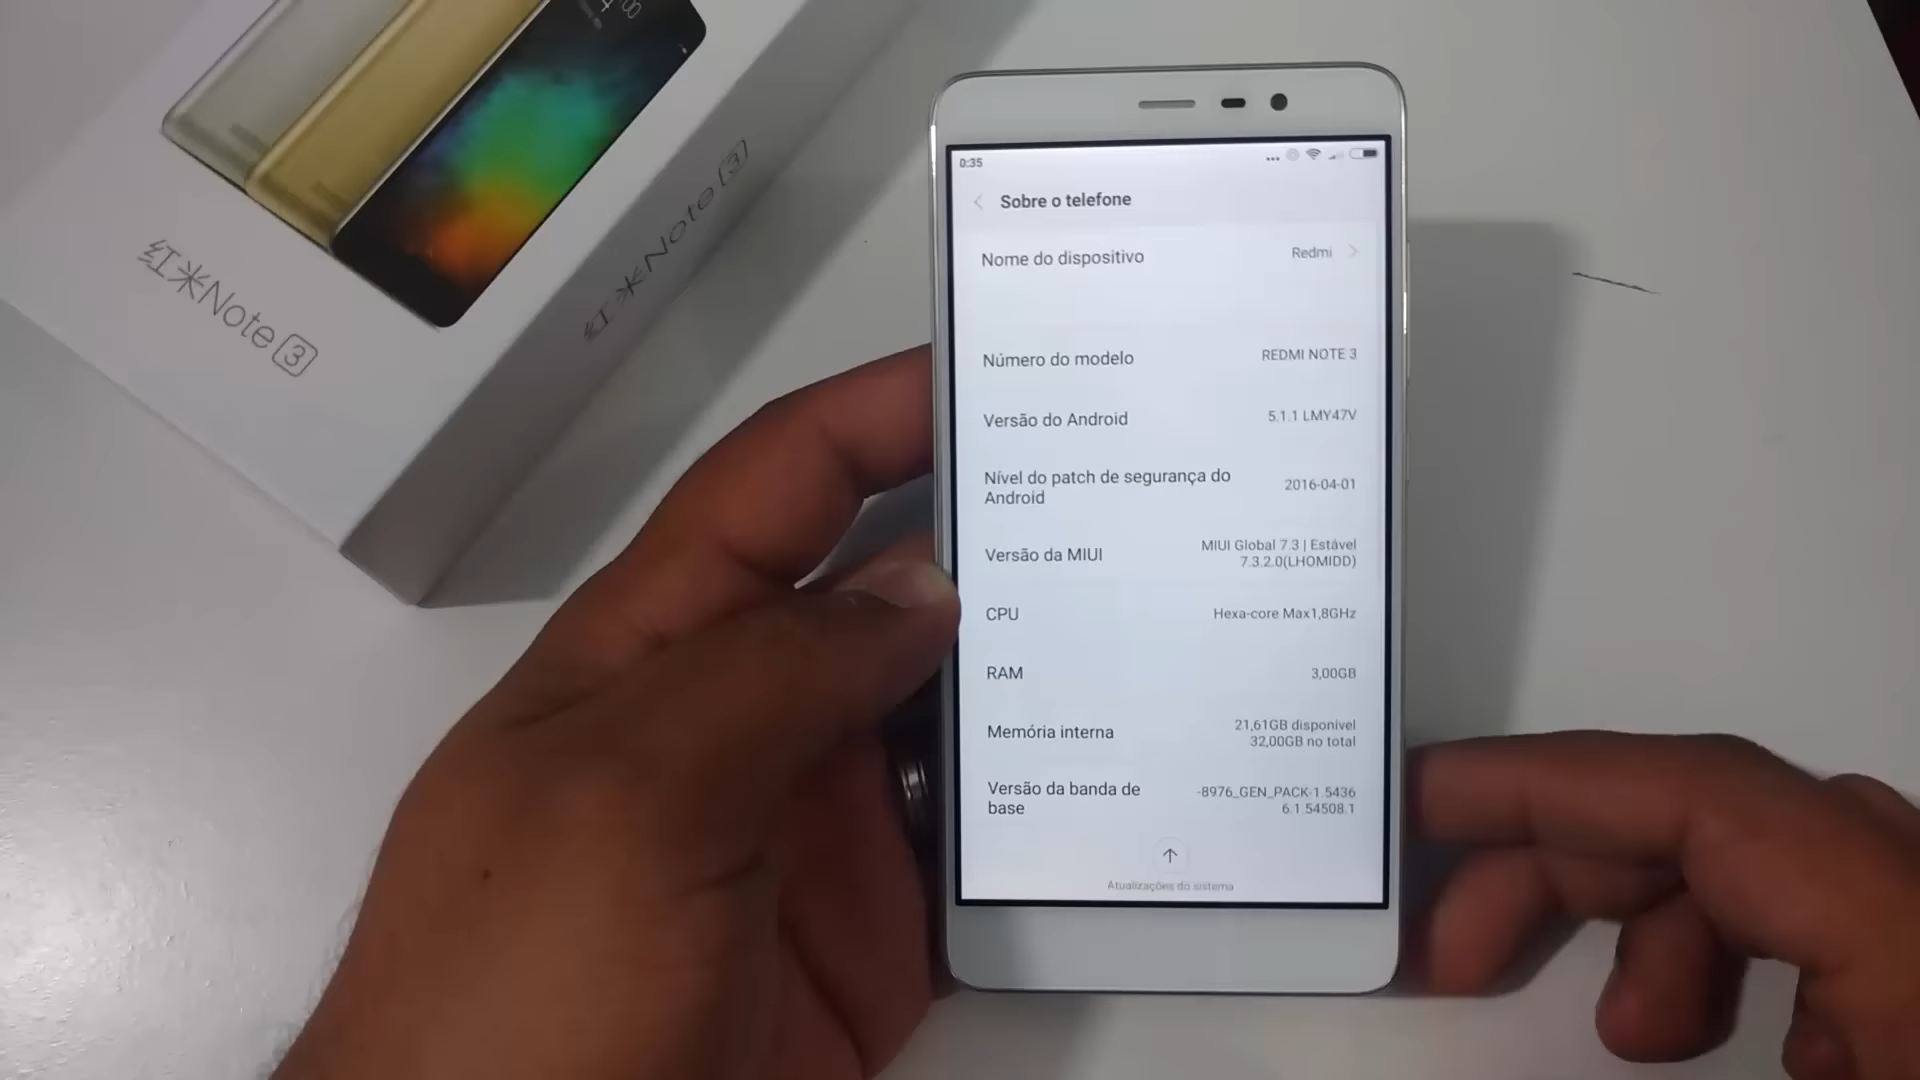 红米Note 3
红米Note 3
0:35
Sobre o telefone
Nome do dispositivo Redmi
Número do modelo REDMI NOTE 3
Versão do Android 5.1.1 LMY47V
Nível do patch de segurança do
Android
2016-04-01
Versão da MIUI
MIUI Global 7.3 | Estável
7.3.2.0(LHOMIDD)
CPU Hexa-core Max1,8GHz
RAM 3,00GB
Memória interna
21,61GB disponível
32,00GB no total
Versão da banda de
base
-8976_GEN_PACK-1.5436
6.1.54508.1
Atualizações do sistema